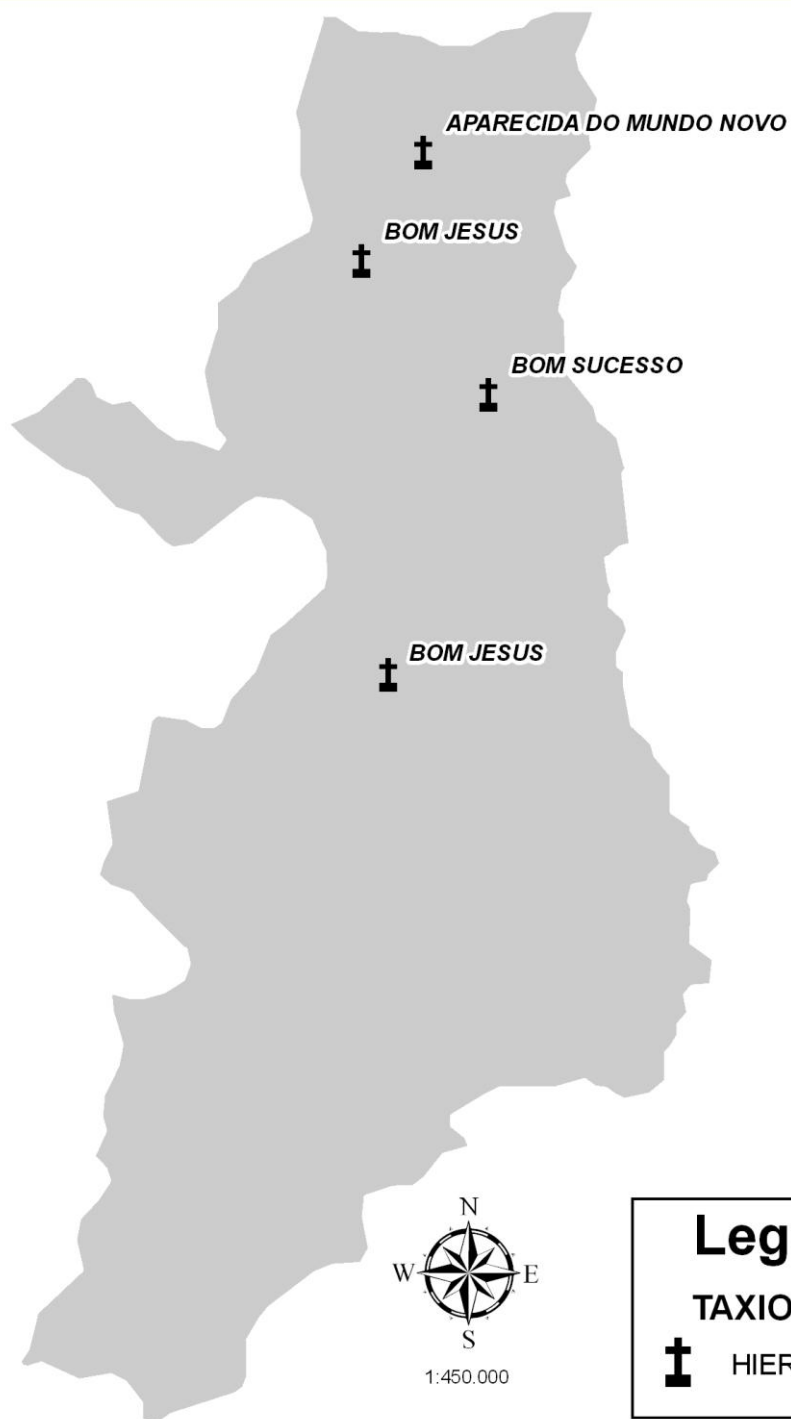 APARECIDA DO MUNDO NOVO
BOM JESUS
BOM SUCESSO
BOM JESUS
N
W E
S
1:450.000
Leg
TAXIO
HIER